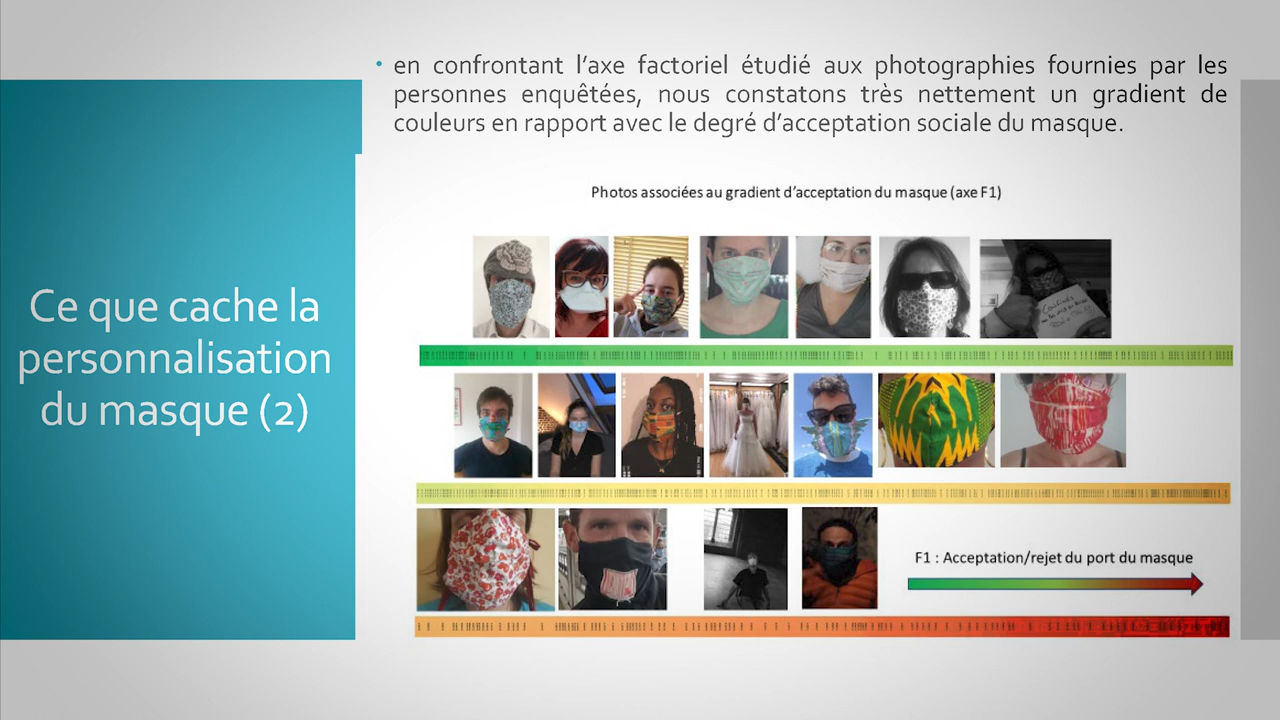 en confrontant l’axe factoriel étudié aux photographies fournies par les
personnes enquêtées, nous constatons très nettement un gradient de
couleurs en rapport avec le degré d’acceptation sociale du masque.
Ce que cache la
personnalisation
du masque (2)
Photos associées au gradient d’acceptation du masque (axe F1)
F1 : Acceptation/rejet du port du masque